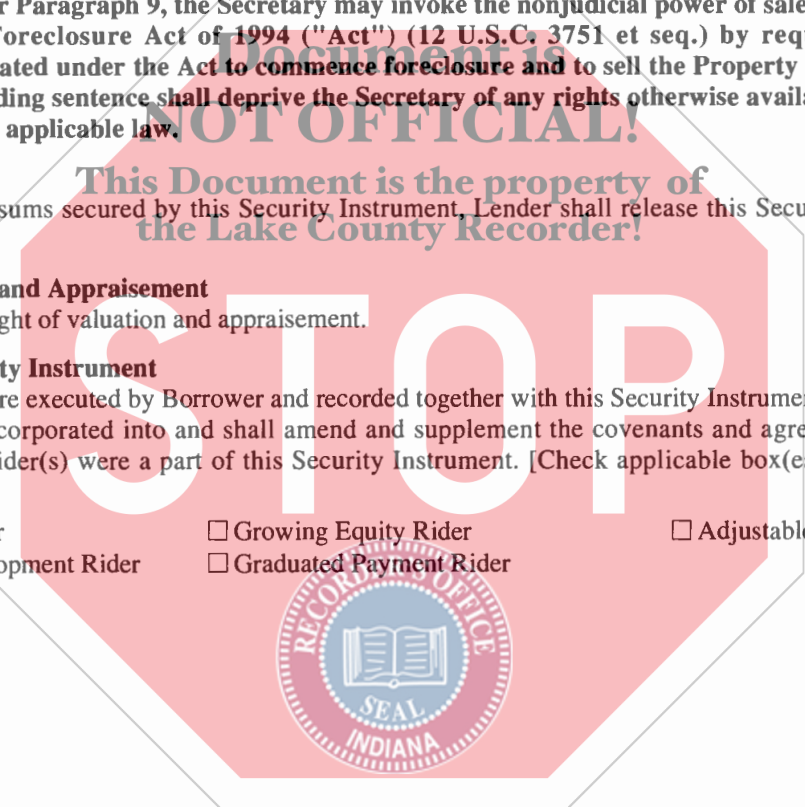 r Paragraph 9, the Secretary may invoke the nonjudicial power of sale
Foreclosure Act of 1994 ("Act") (12 U.S.C. 3751 et seq.) by requ
Document is
ated under the Act to commence foreclosure and to sell the Property
ding sentence shall deprive the Secretary of any rights otherwise availa
NOT OFFICIAL!
applicable law.
This Document is the property of
sums secured by this Security Instrument, Lender shall release this Secu
the Lake County Recorder!
and Appraisement
ght of valuation and appraisement.
ty Instrument
re executed by Borrower and recorded together with this Security Instrumen
corporated into and shall amend and supplement the covenants and agre
ider(s) were a part of this Security Instrument. [Check applicable box(e
STOP
r ☐ Growing Equity Rider ☐ Adjustable
opment Rider ☐ Graduated Payment Rider
RECORDER'S OFFICE
SEAL
INDIANA